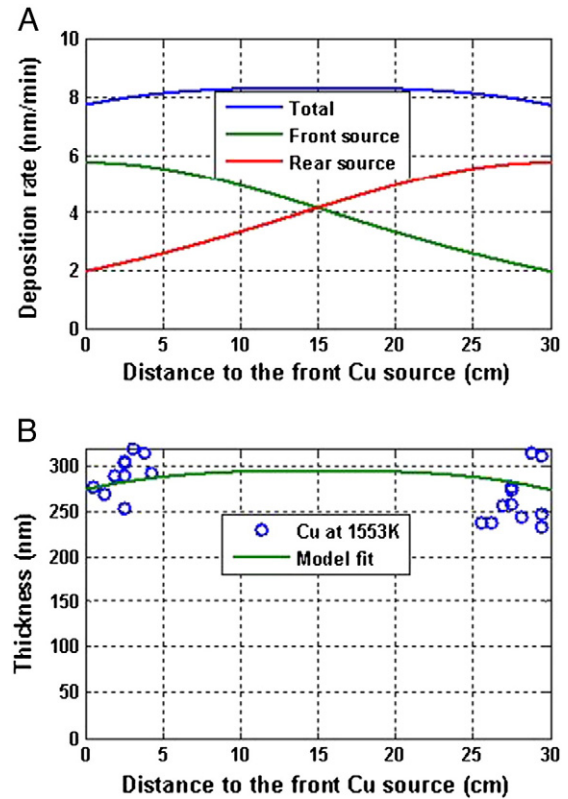 A
10
8
6
4
2
0
Deposition rate (nm/min)
Total
Front source
Rear source
0 5 10 15 20 25 30
Distance to the front Cu source (cm)
B
300
250
200
150
100
50
0
Thickness (nm)
Cu at 1553K
Model fit
0 5 10 15 20 25 30
Distance to the front Cu source (cm)